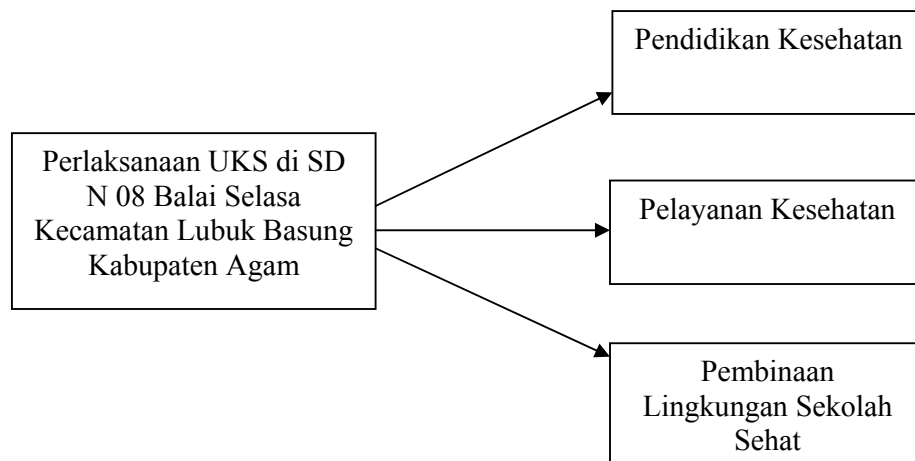 Pendidikan Kesehatan
Perlaksanaan UKS di SD
N 08 Balai Selasa
Kecamatan Lubuk Basung
Kabupaten Agam
Pelayanan Kesehatan
Pembinaan
Lingkungan Sekolah
Sehat